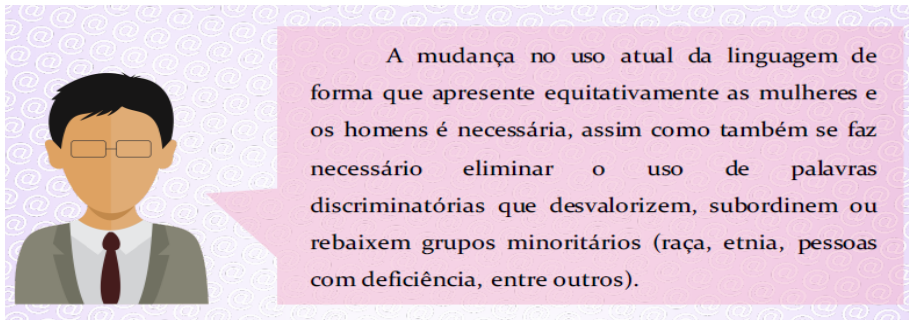 A mudança no uso atual da linguagem de
forma que apresente equitativamente as mulheres e
os homens é necessária, assim como também se faz
necessário eliminar o uso de palavras
discriminatórias que desvalorizem, subordinem ou
rebaixem grupos minoritários (raça, etnia, pessoas
com deficiência, entre outros).